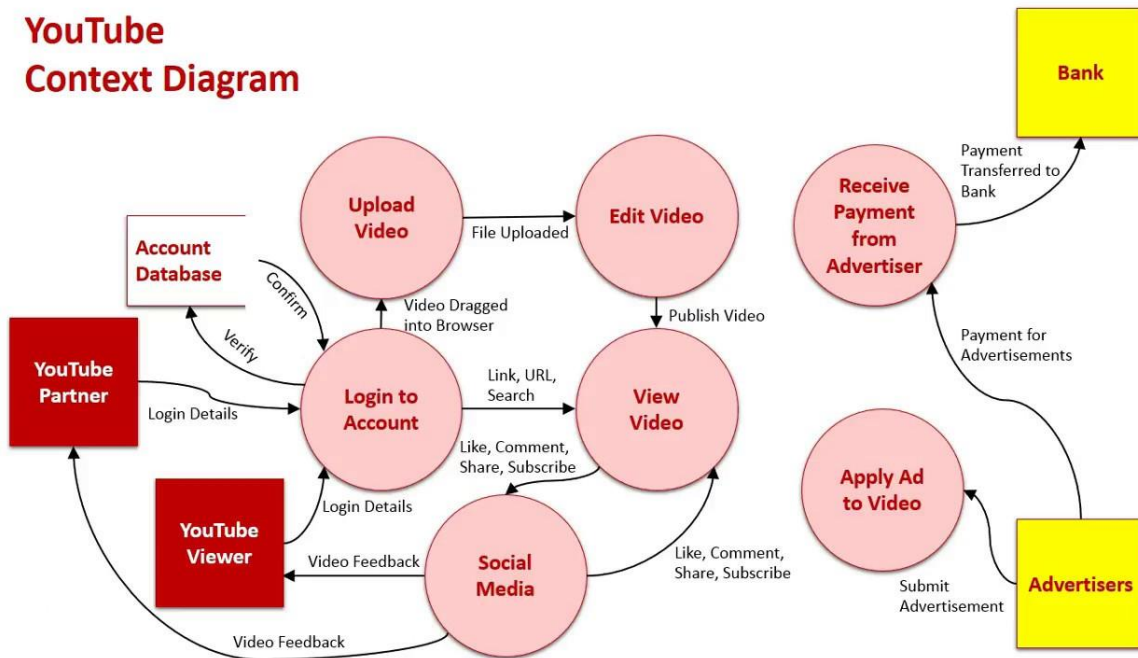 YouTube
Context Diagram
Bank
Payment
Transferred to
Bank
Receive
Payment
from
Advertiser
Upload
Video
File Uploaded
Edit Video
Account
Database
Confirm
Verify
Video Dragged
into Browser
Publish Video
Payment for
Advertisements
YouTube
Partner
Login Details
Login to
Account
Link, URL,
Search
View
Video
Like, Comment,
Share, Subscribe
Apply Ad
to Video
Login Details
YouTube
Viewer
Video Feedback
Social
Media
Like, Comment,
Share, Subscribe
Submit
Advertisement
Advertisers
Video Feedback